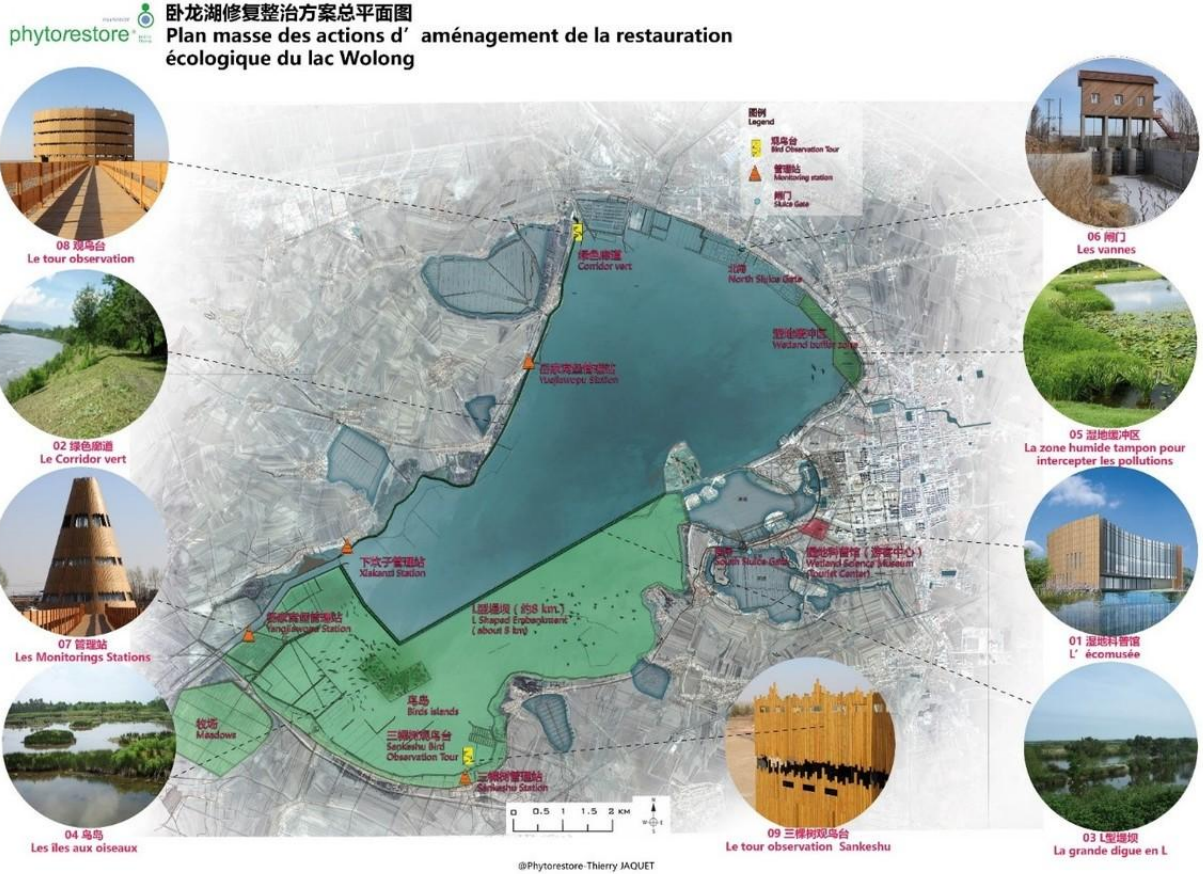 phytorestore
卧龙湖修复整治方案总平面图
Plan masse des actions d’ aménagement de la restauration
écologique du lac Wolong
图例
Legend
观鸟台
Bird Observation Tour
管理站
Monitoring station
闸门
Sluice Gate
08 观鸟台
Le tour observation
02 绿色廊道
Le Corridor vert
07 管理站
Les Monitorings Stations
04 鸟岛
Les îles aux oiseaux
06 闸门
Les vannes
05 湿地缓冲区
La zone humide tampon pour
intercepter les pollutions
01 湿地科普馆
L’ écomusée
03 L型堤坝
La grande digue en L
09 三棵树观鸟台
Le tour observation Sankeshu
绿色廊道
Corridor vert
North Sluice Gate
湿地缓冲区
Wetland buffer zone
Station
下坎子管理站
Xiakanzi Station
Station
L型堤坝（约8 km.）
L Shaped Embankment
(about 8 km)
South Sluice Gate
湿地科普馆（游客中心）
Wetland Science Museum
(Tourist Center)
鸟岛
Birds islands
牧场
Meadows
三棵树观鸟台
Sankeshu Bird
Observation Tour
三棵树管理站
Sankeshu Station
0 0.5 1 1.5 2 KM
N
W E
S
@Phytorestore-Thierry JAQUET